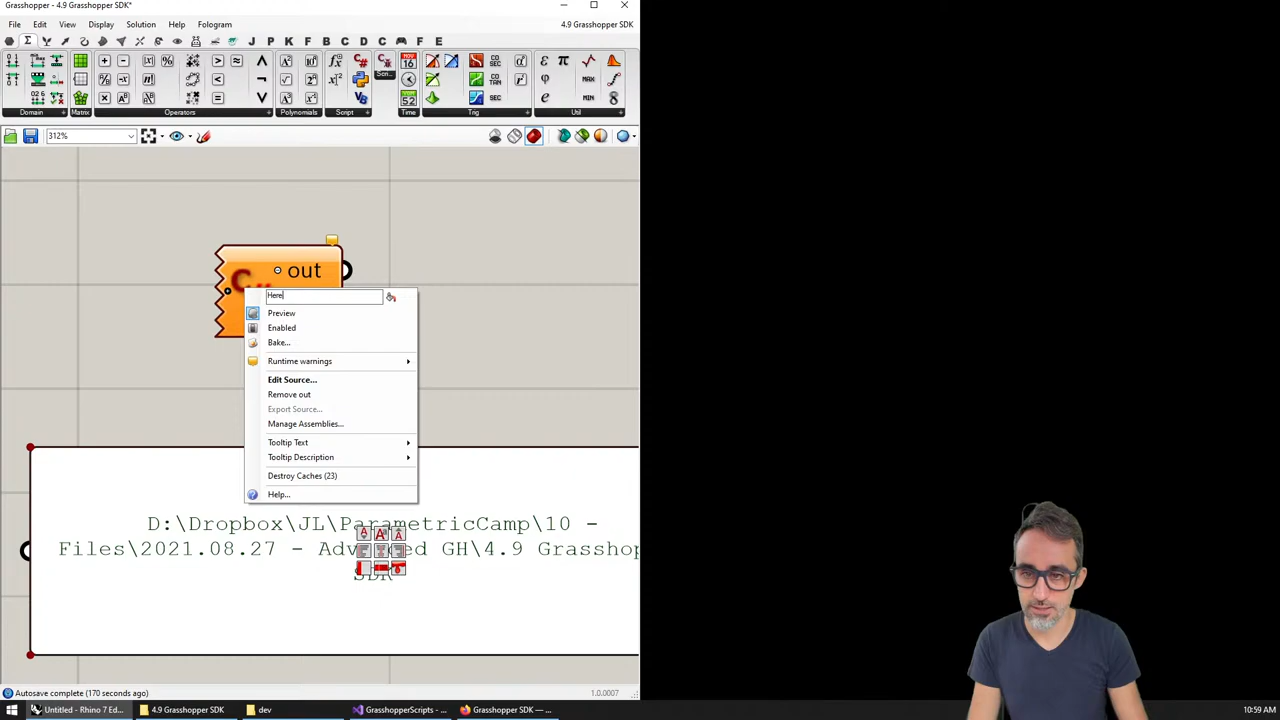 Grasshopper - 4.9 Grasshopper SDK*
File Edit View Display Solution Help Fologram
4.9 Grasshopper SDK
J P K F B C D C F E
Domain Matrix Operators Polynomials Script Time Trig Util
312%
out
Here
Preview
Enabled
Bake...
Runtime warnings
Edit Source...
Remove out
Export Source...
Manage Assemblies...
Tooltip Text
Tooltip Description
Destroy Caches (23)
Help...
D:\Dropbox\JL\ParametricCamp\10 -
Files\2021.08.27 - Advanced GH\4.9 Grasshop
SDK
Autosave complete (170 seconds ago)
1.0.0007
Untitled - Rhino 7 Ed...
4.9 Grasshopper SDK
dev
GrasshopperScripts - ...
Grasshopper SDK — ...
10:59 AM